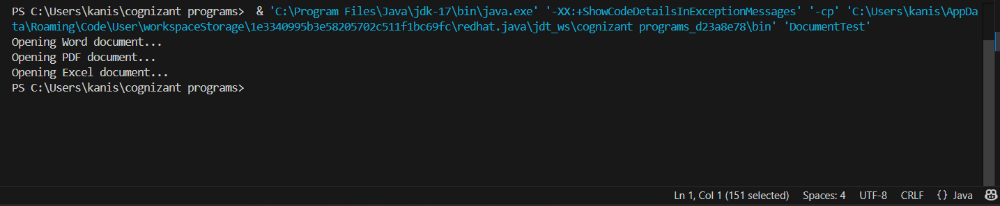 PS C:\Users\kanis\cognizant programs>  & 'C:\Program Files\Java\jdk-17\bin\java.exe' '-XX:+ShowCodeDetailsInExceptionMessages' '-cp' 'C:\Users\kanis\AppDa
ta\Roaming\Code\User\workspaceStorage\1e3340995b3e58205702c511f1bc69fc\redhat.java\jdt_ws\cognizant programs_d23a8e78\bin' 'DocumentTest'
Opening Word document...
Opening PDF document...
Opening Excel document...
PS C:\Users\kanis\cognizant programs>
Ln 1, Col 1 (151 selected) Spaces: 4 UTF-8 CRLF {} Java